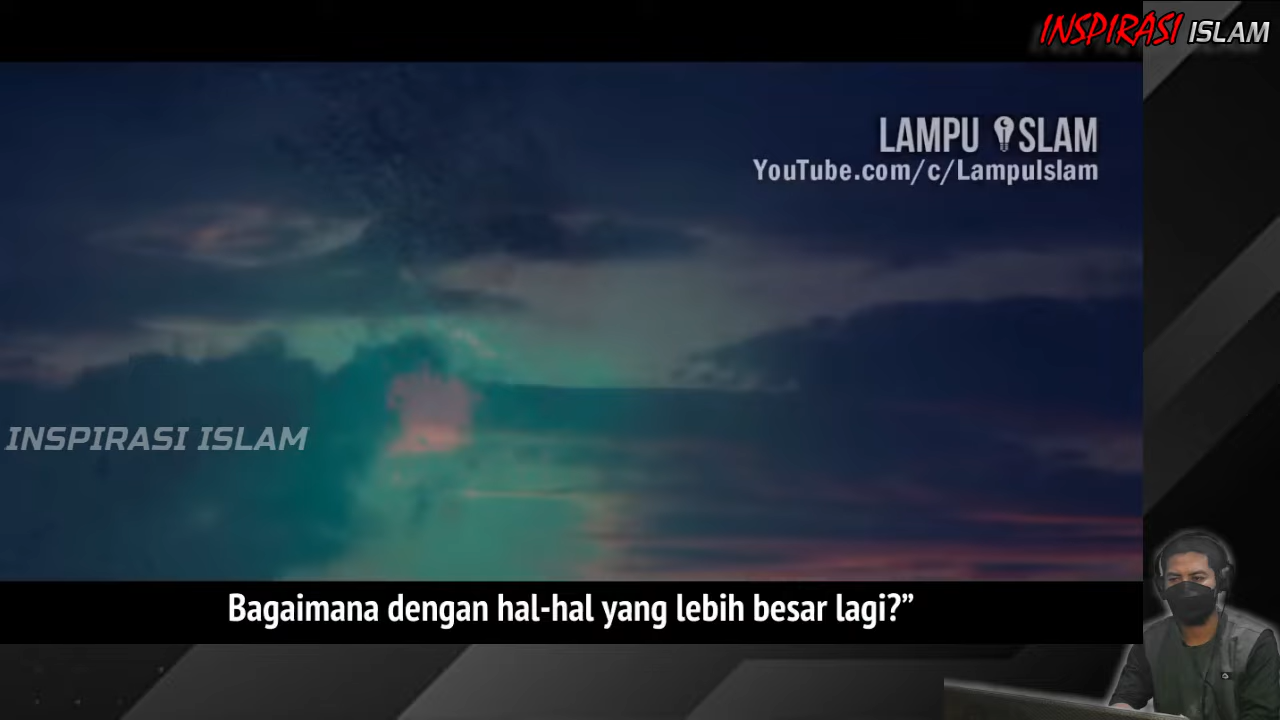 INSPIRASI ISLAM
LAMPU ISLAM
YouTube.com/c/LampuIslam
INSPIRASI ISLAM
Bagaimana dengan hal-hal yang lebih besar lagi?”